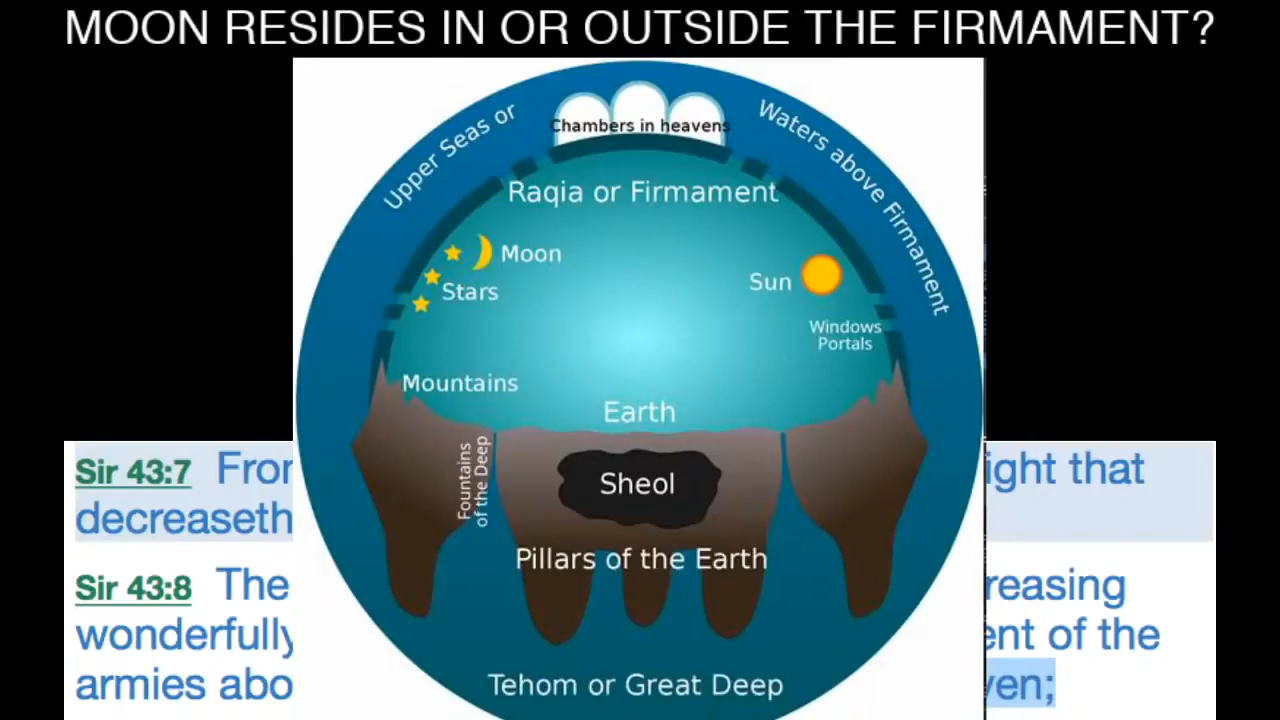 MOON RESIDES IN OR OUTSIDE THE FIRMAMENT?
Chambers in heavens
Upper Seas or
Waters above Firmament
Raqia or Firmament
Moon
Stars
Sun
Windows
Portals
Mountains
Earth
Fountains
of the Deep
Sheol
Pillars of the Earth
Tehom or Great Deep
Sir 43:7 From ight that
decreaseth
Sir 43:8 The reasing
wonderfully ent of the
armies abo ven;